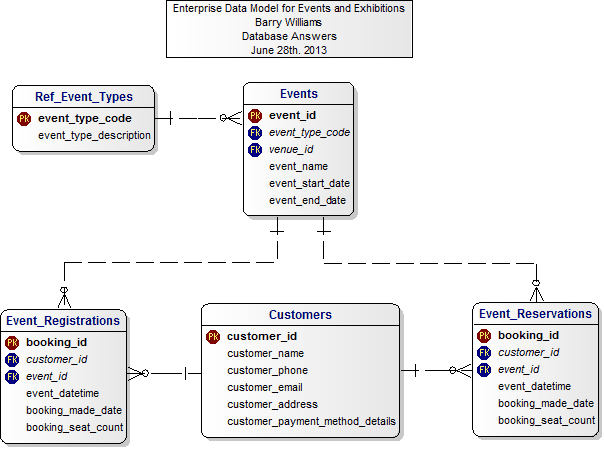 Enterprise Data Model for Events and Exhibitions
Barry Williams
Database Answers
June 28th. 2013
Ref_Event_Types
PK event_type_code
event_type_description
Events
PK event_id
FK event_type_code
FK venue_id
event_name
event_start_date
event_end_date
Event_Registrations
PK booking_id
FK customer_id
FK event_id
event_datetime
booking_made_date
booking_seat_count
Customers
PK customer_id
customer_name
customer_phone
customer_email
customer_address
customer_payment_method_details
Event_Reservations
PK booking_id
FK customer_id
FK event_id
event_datetime
booking_made_date
booking_seat_count